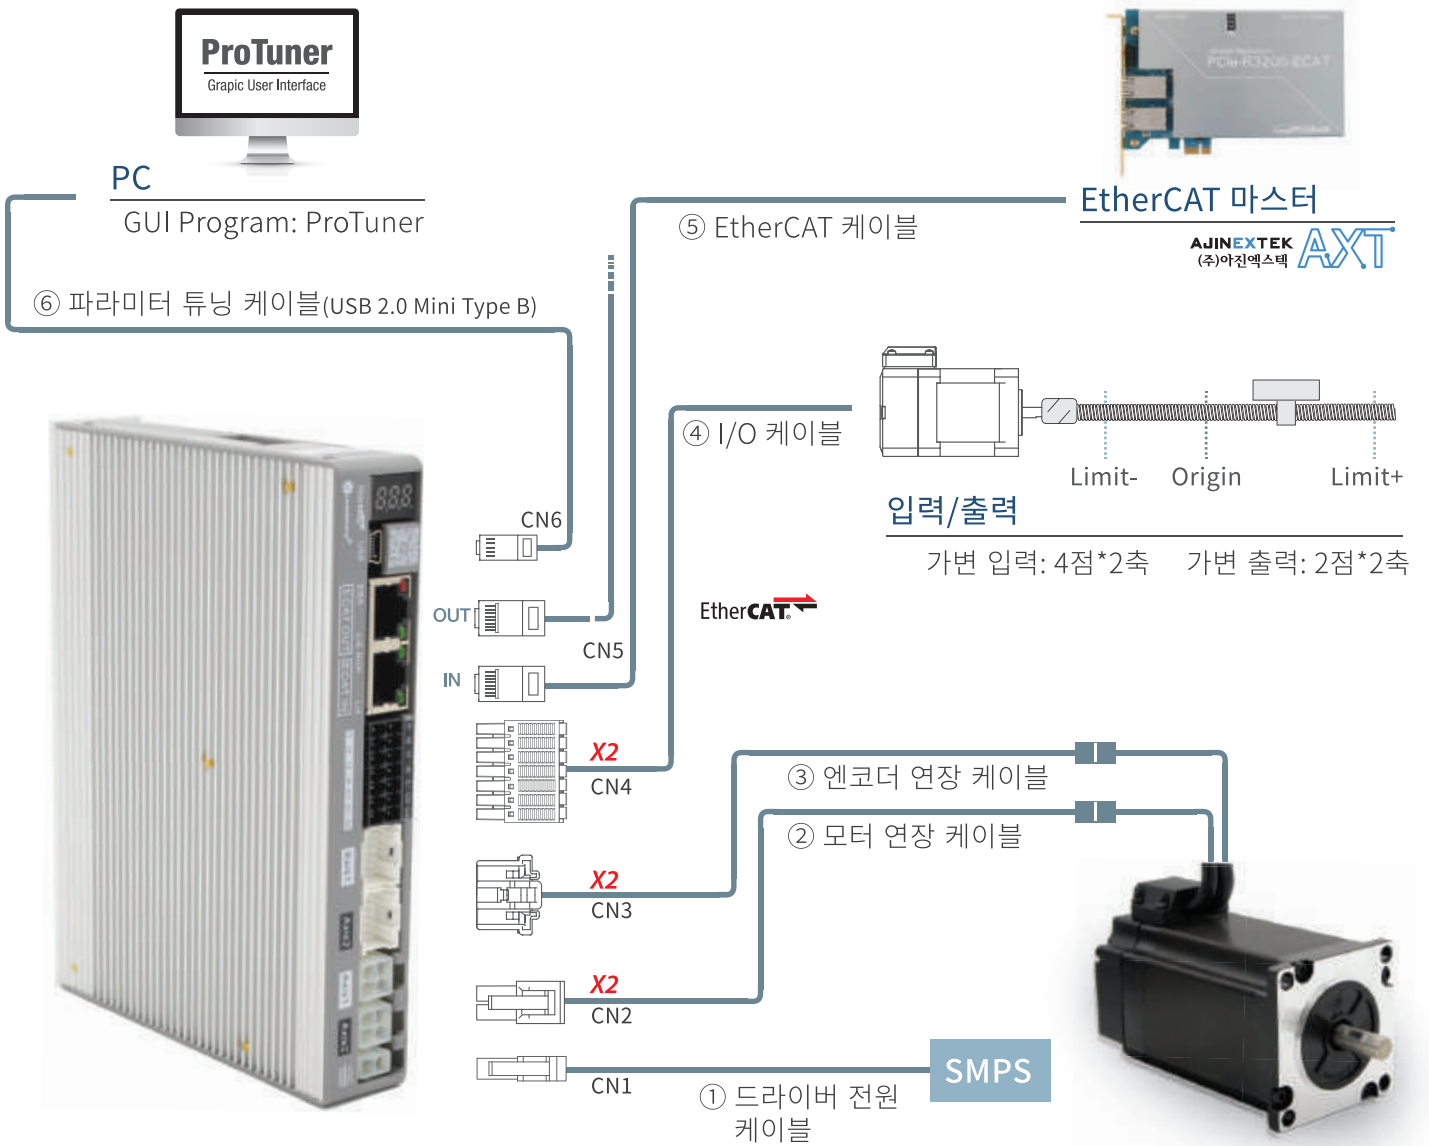 ProTuner
Grapic User Interface
PC
GUI Program: ProTuner
PCIe-R3200-ECAT
EtherCAT 마스터
AJINEXTEK
(주)아진엑스텍
AXT
⑤ EtherCAT 케이블
⑥ 파라미터 튜닝 케이블(USB 2.0 Mini Type B)
④ I/O 케이블
Limit-
Origin
Limit+
입력/출력
가변 입력: 4점*2축
가변 출력: 2점*2축
CN6
OUT
EtherCAT®
CN5
IN
X2
CN4
③ 엔코더 연장 케이블
② 모터 연장 케이블
X2
CN3
X2
CN2
SMPS
CN1
① 드라이버 전원
케이블